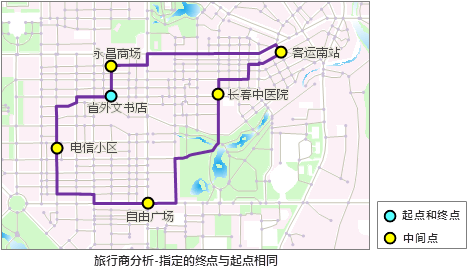 永昌商场
客运南站
长春中医院
省外文书店
电信小区
自由广场
起点和终点
中间点
旅行商分析-指定的终点与起点相同